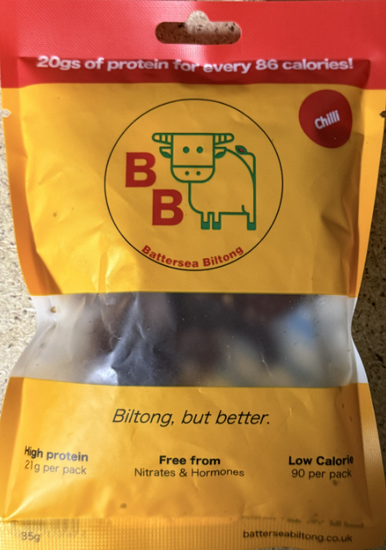 20gs of protein for every 86 calories!
Chilli
B
B
Battersea Biltong
Biltong, but better.
High protein
21g per pack
Free from
Nitrates & Hormones
Low Calorie
90 per pack
35g
batterseabiltong.co.uk